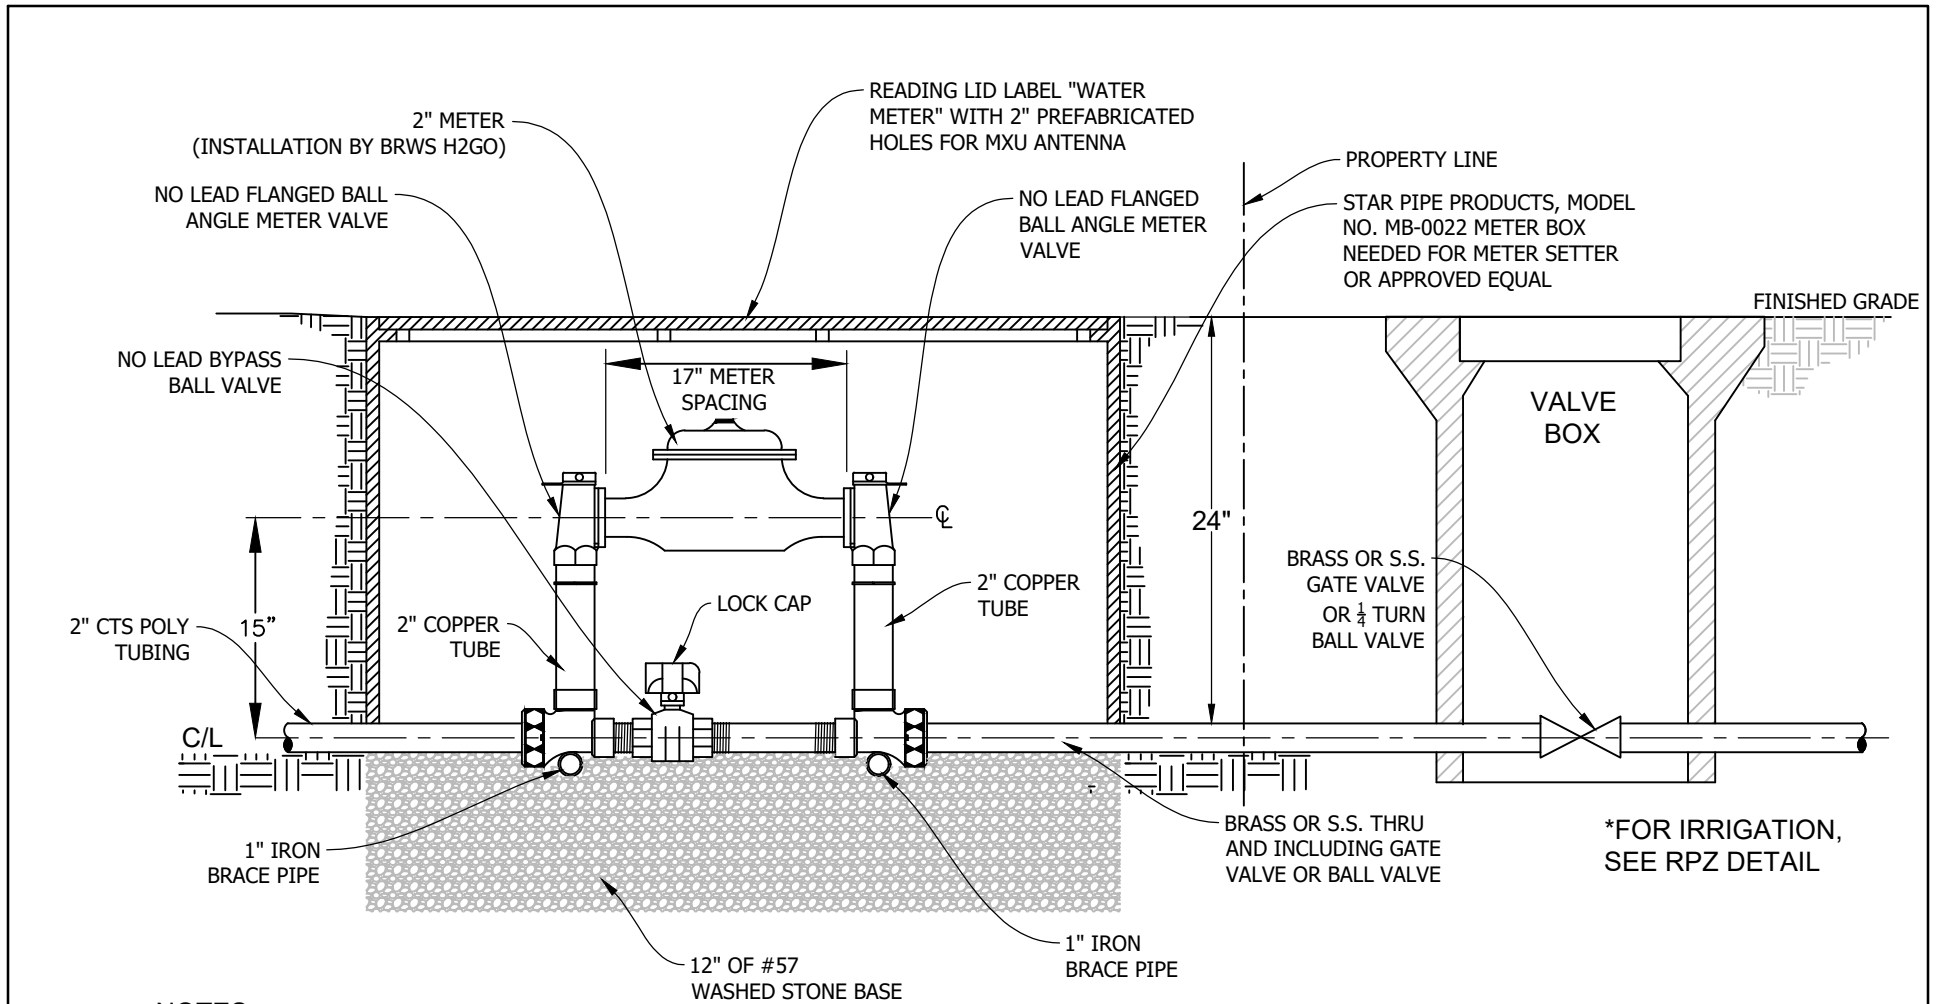 READING LID LABEL "WATER
METER" WITH 2" PREFABRICATED
HOLES FOR MXU ANTENNA
2" METER
(INSTALLATION BY BRWS H2GO)
PROPERTY LINE
NO LEAD FLANGED BALL
ANGLE METER VALVE
NO LEAD FLANGED
BALL ANGLE METER
VALVE
STAR PIPE PRODUCTS, MODEL
NO. MB-0022 METER BOX
NEEDED FOR METER SETTER
OR APPROVED EQUAL
FINISHED GRADE
NO LEAD BYPASS
BALL VALVE
17" METER
SPACING
VALVE
BOX
℄
24"
BRASS OR S.S.
GATE VALVE
OR 1/4 TURN
BALL VALVE
2" COPPER
TUBE
LOCK CAP
2" COPPER
TUBE
15”
2" CTS POLY
TUBING
C/L
1" IRON
BRACE PIPE
BRASS OR S.S. THRU
AND INCLUDING GATE
VALVE OR BALL VALVE
*FOR IRRIGATION,
SEE RPZ DETAIL
1" IRON
BRACE PIPE
12" OF #57
WASHED STONE BASE